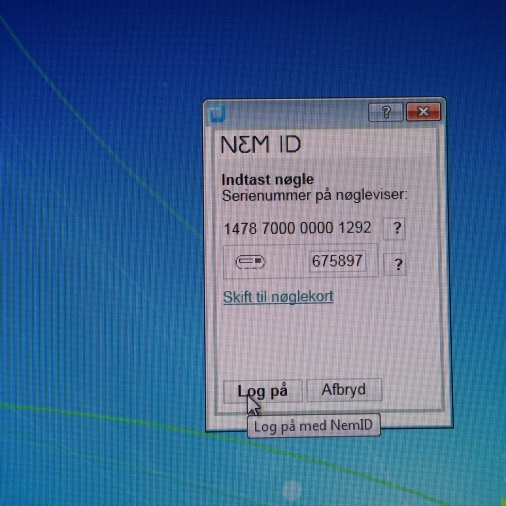 ?
NEM ID
Indtast nøgle
Serienummer på nøgleviser:
1478 7000 0000 1292 ?
675897 ?
Skift til nøglekort
Log på Afbryd
Log på med NemID